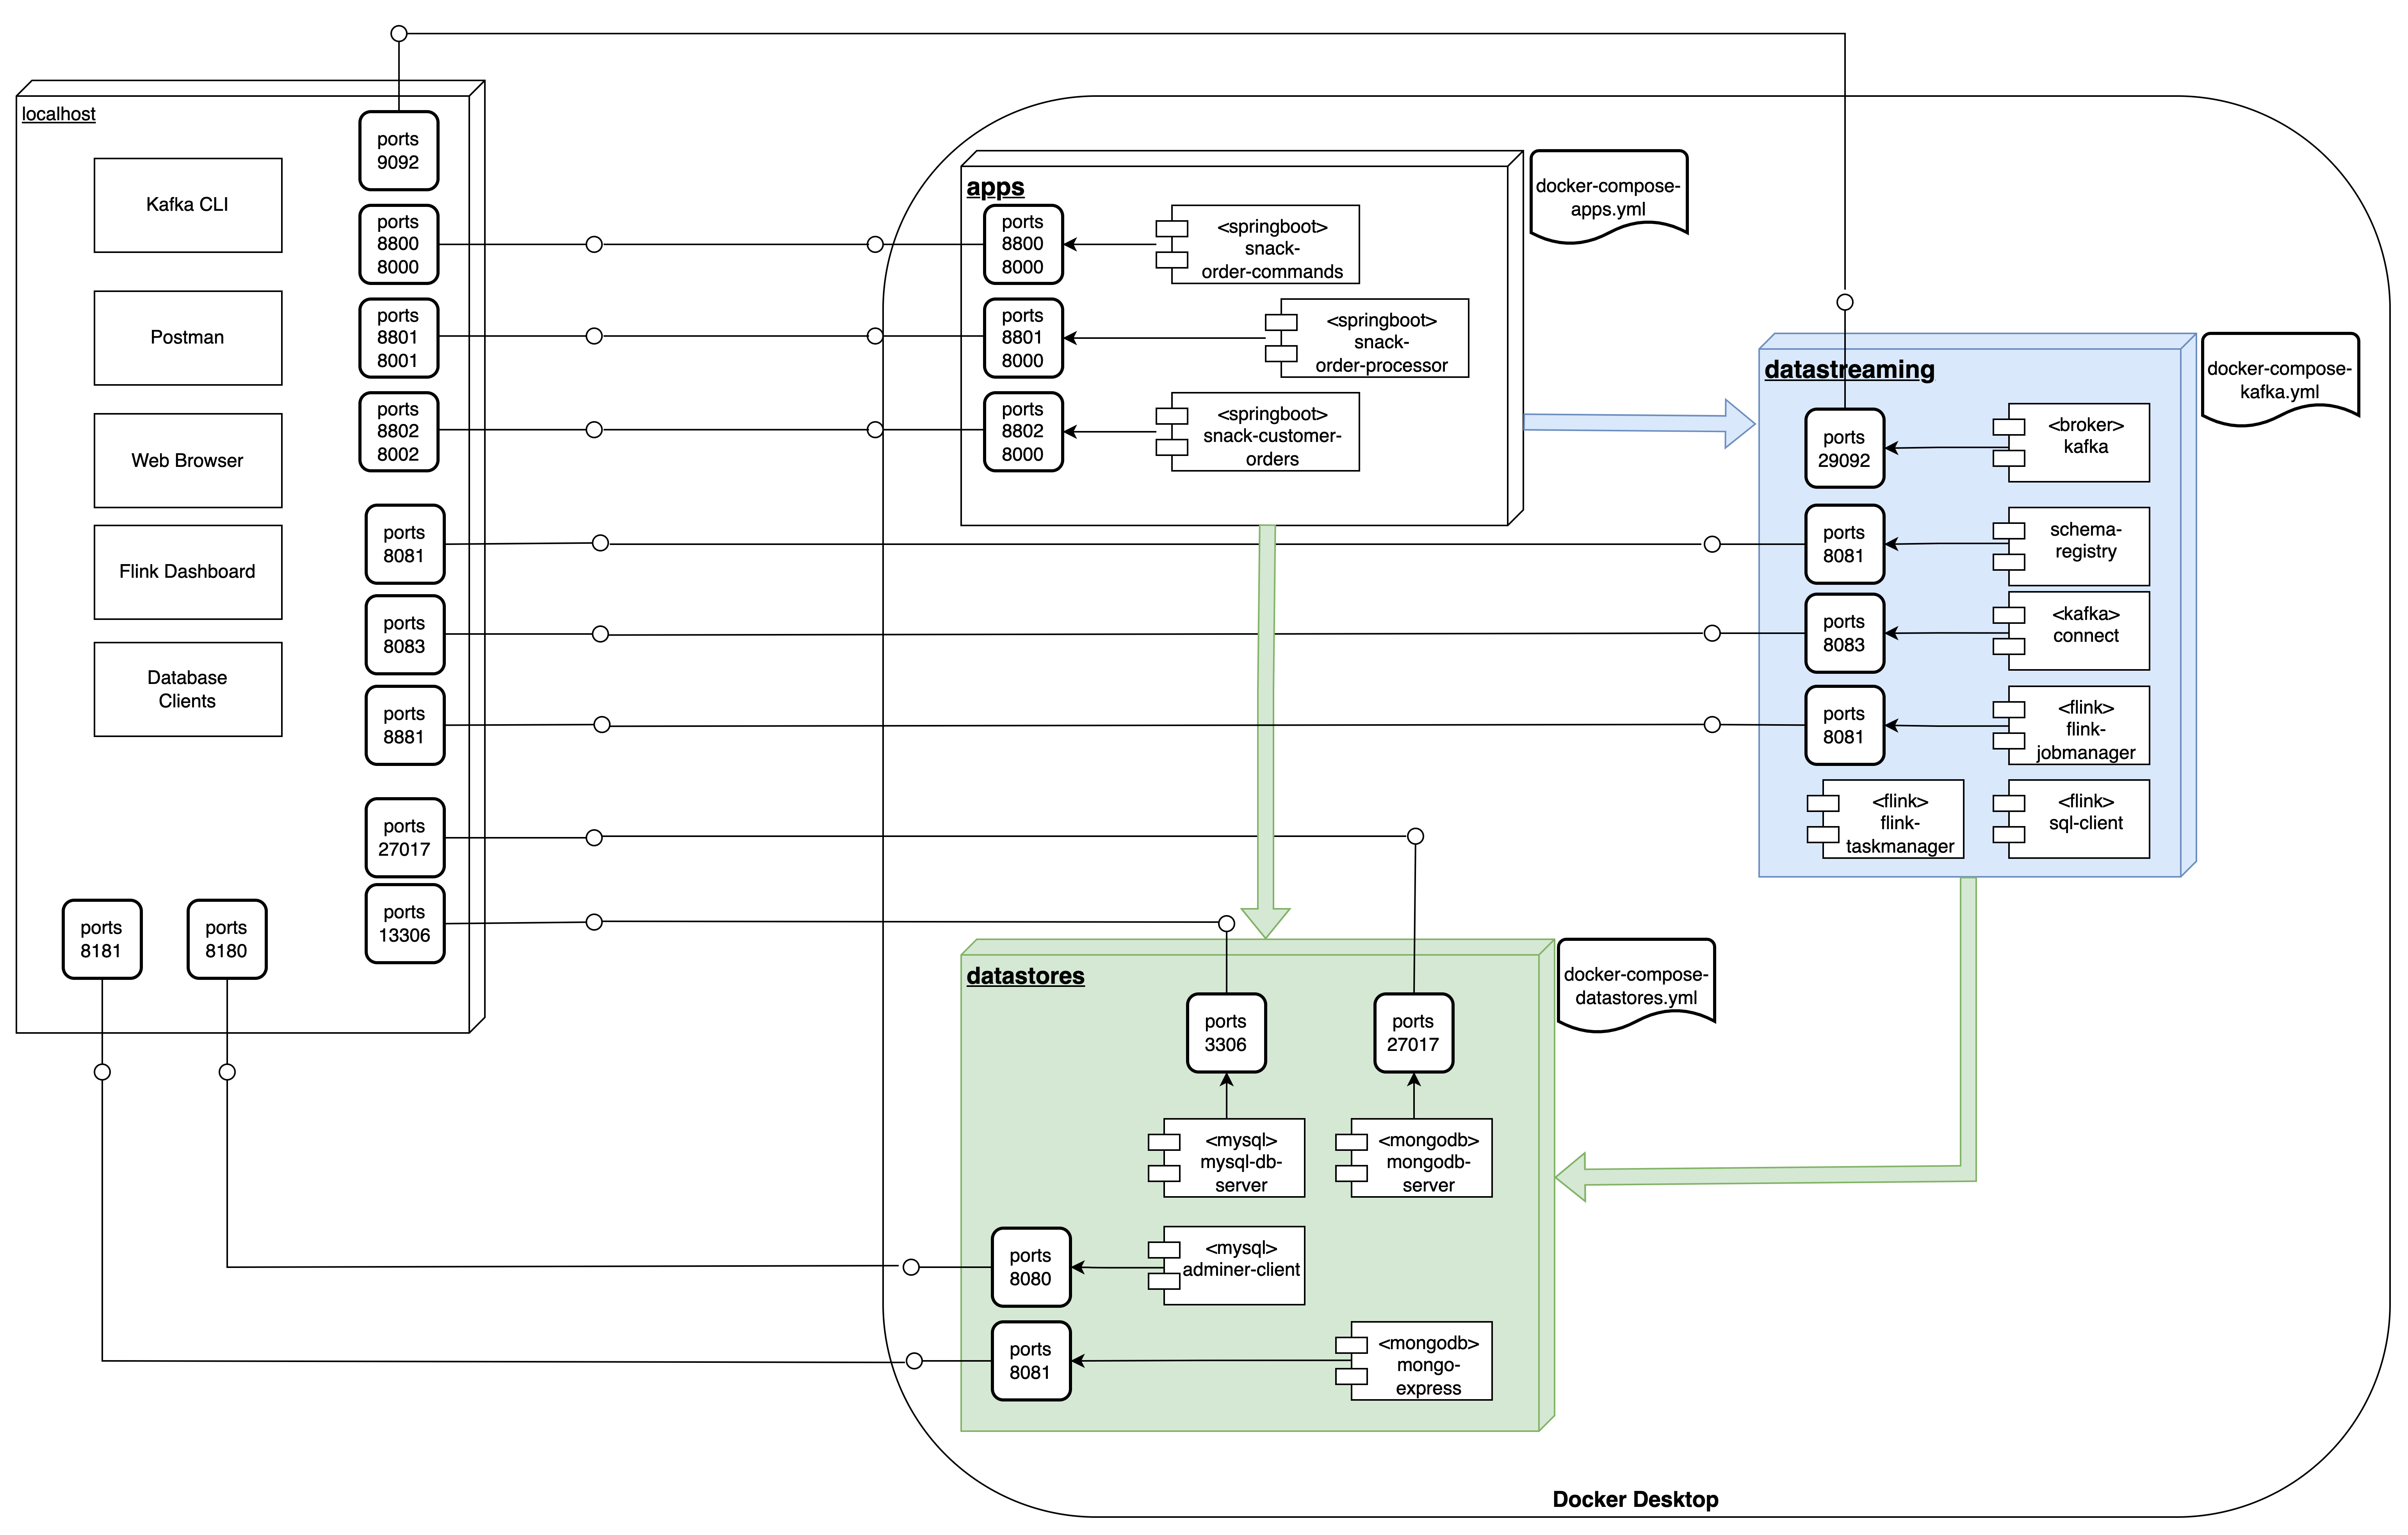 localhost
Kafka CLI
Postman
Web Browser
Flink Dashboard
Database
Clients
ports
9092
ports
8800
8000
ports
8801
8001
ports
8802
8002
ports
8081
ports
8083
ports
8881
ports
27017
ports
13306
ports
8181
ports
8180
apps
ports
8800
8000
<springboot>
snack-
order-commands
ports
8801
8000
<springboot>
snack-
order-processor
ports
8802
8000
<springboot>
snack-customer-
orders
docker-compose-
apps.yml
datastreaming
ports
29092
<broker>
kafka
ports
8081
schema-
registry
ports
8083
<kafka>
connect
ports
8081
<flink>
flink-
jobmanager
<flink>
flink-
taskmanager
<flink>
sql-client
docker-compose-
kafka.yml
datastores
ports
3306
ports
27017
<mysql>
mysql-db-
server
<mongodb>
mongodb-
server
ports
8080
<mysql>
adminer-client
ports
8081
<mongodb>
mongo-
express
docker-compose-
datastores.yml
Docker Desktop